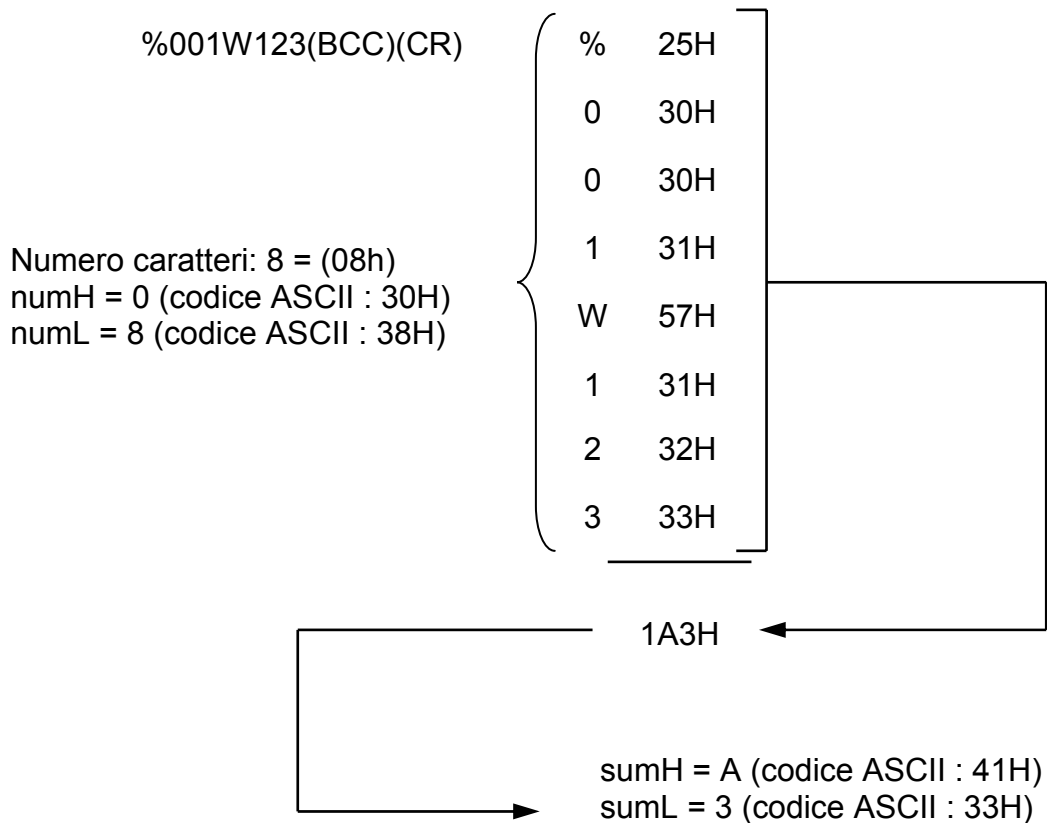 %001W123(BCC)(CR)
% 25H
0 30H
0 30H
1 31H
W 57H
1 31H
2 32H
3 33H
Numero caratteri: 8 = (08h)
numH = 0 (codice ASCII : 30H)
numL = 8 (codice ASCII : 38H)
1A3H
sumH = A (codice ASCII : 41H)
sumL = 3 (codice ASCII : 33H)